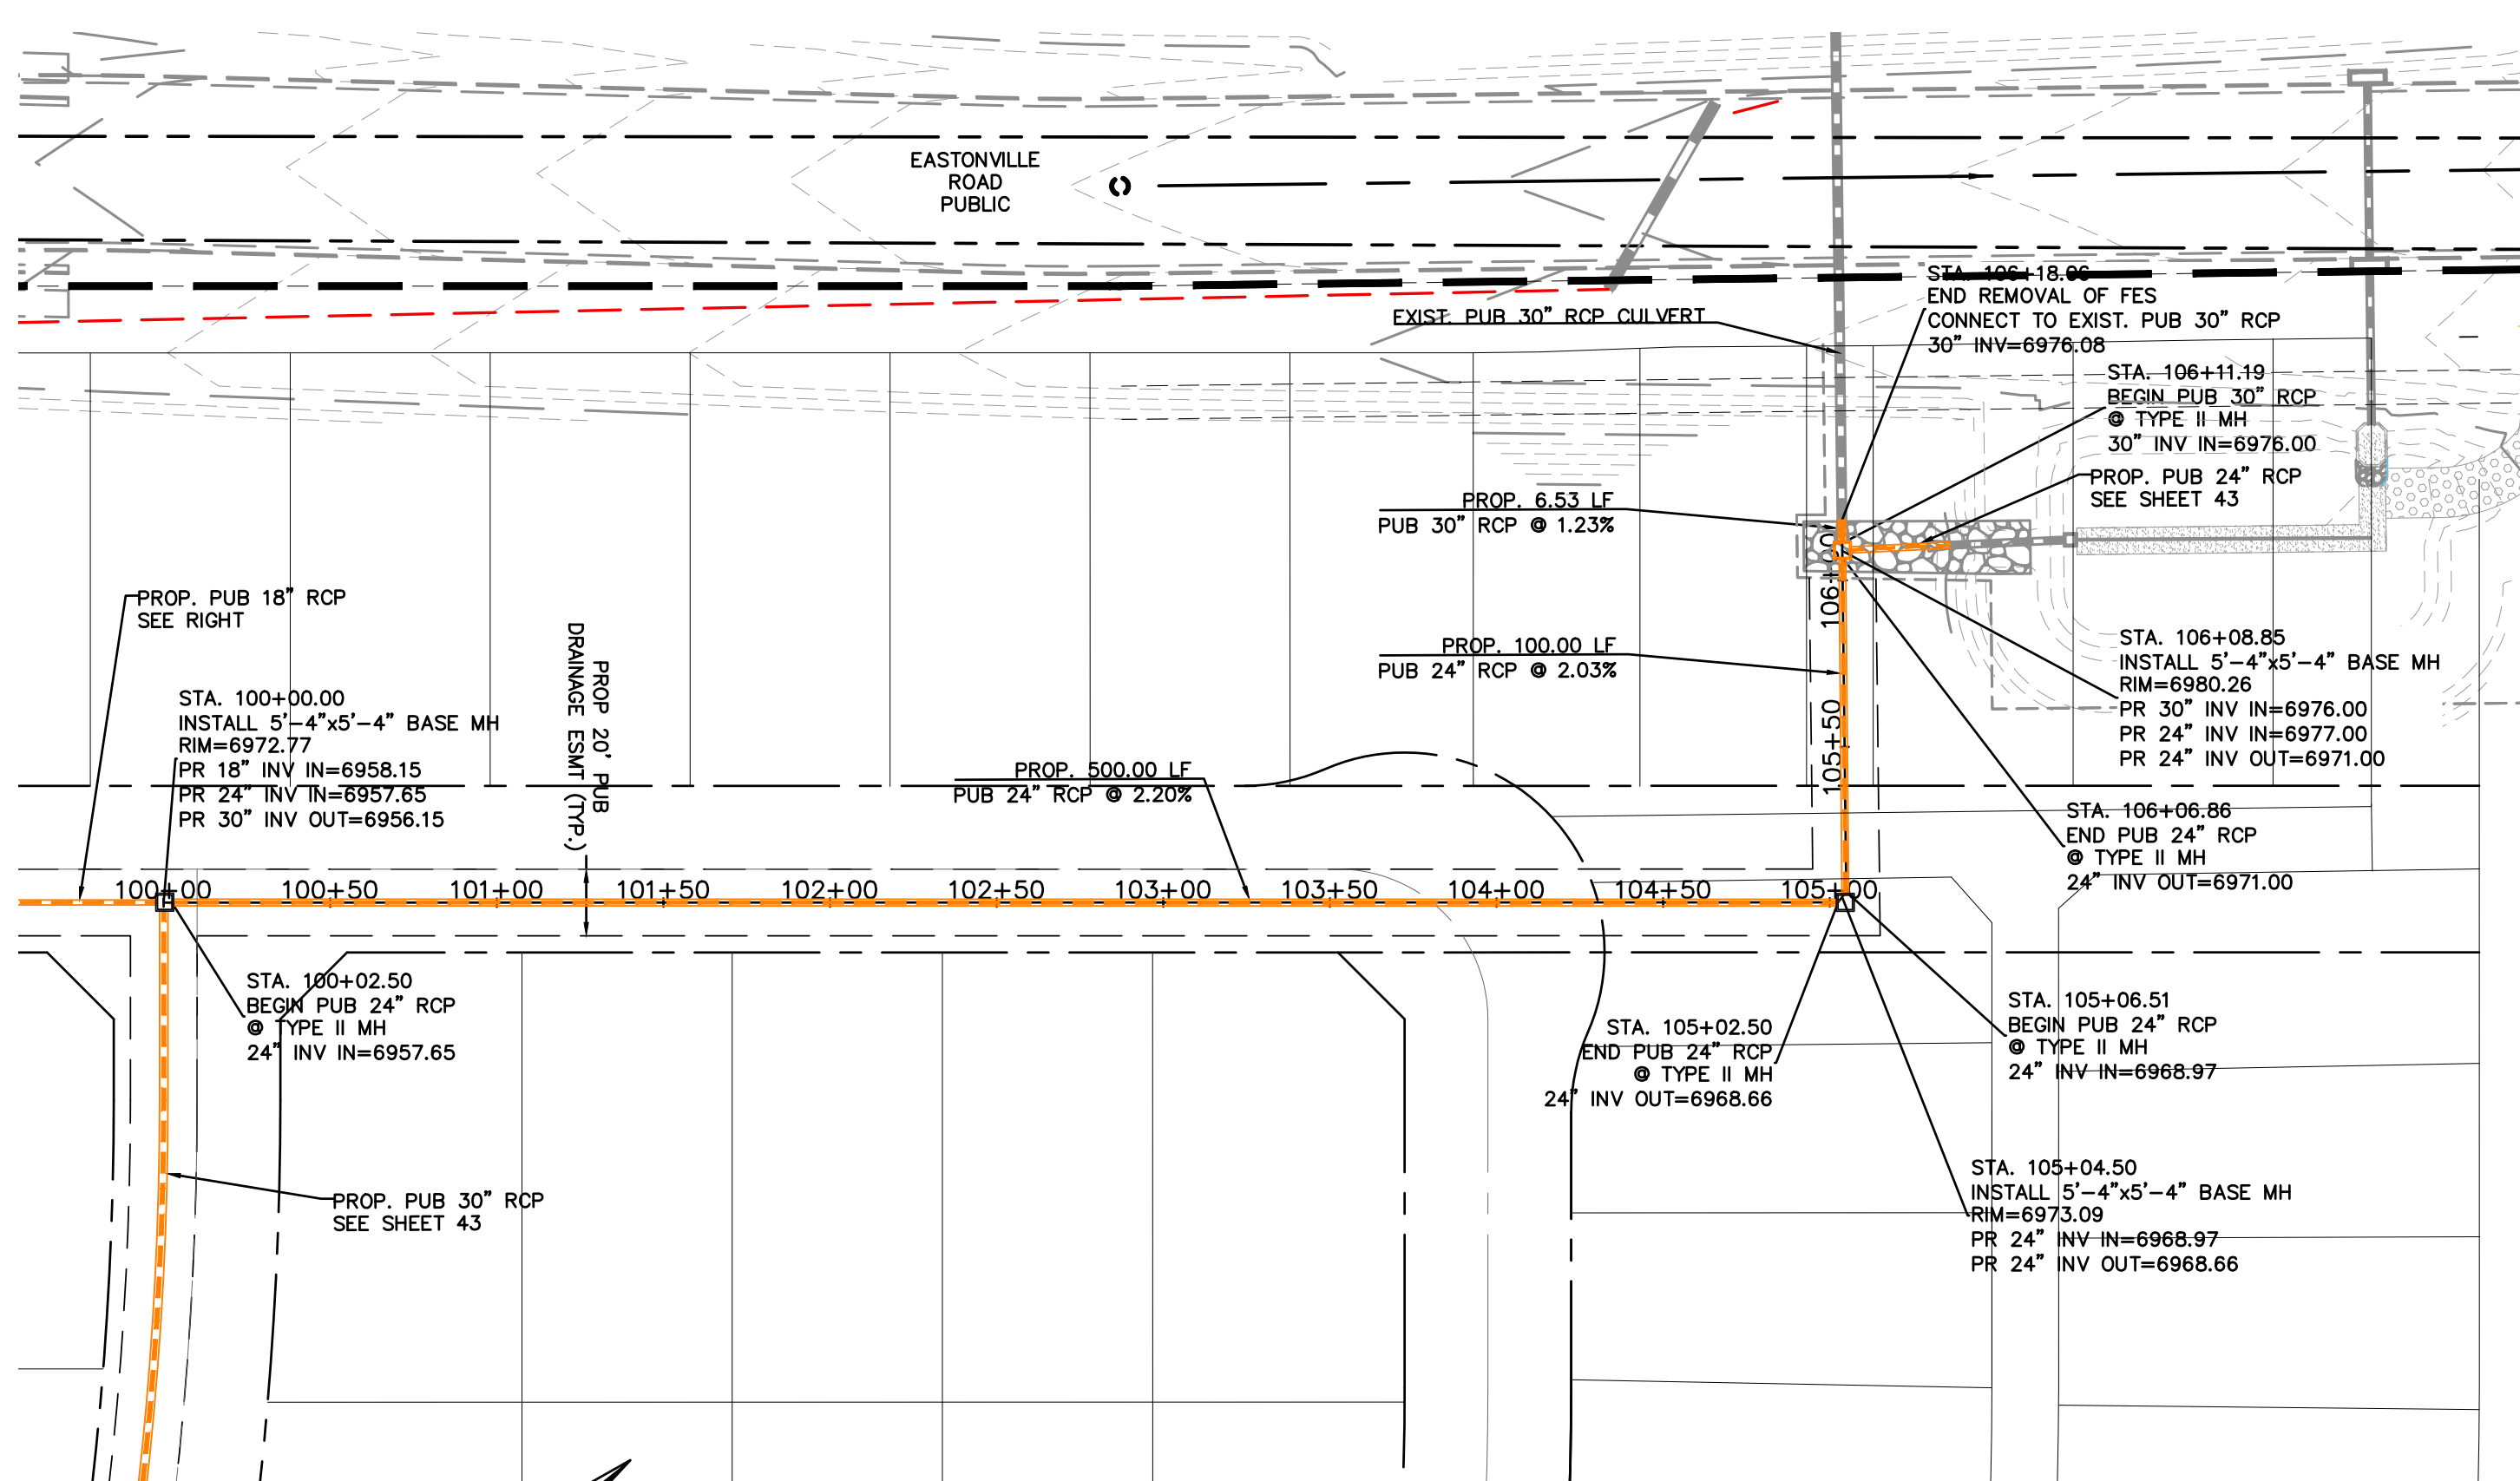 EASTONVILLE
ROAD
PUBLIC
STA. 106+18.06
END REMOVAL OF FES
CONNECT TO EXIST. PUB 30" RCP
30" INV=6976.08
EXIST. PUB 30" RCP CULVERT
STA. 106+11.19
BEGIN PUB 30" RCP
@ TYPE II MH
30" INV IN=6976.00
PROP. PUB 24" RCP
SEE SHEET 43
PROP. 6.53 LF
PUB 30" RCP @ 1.23%
PROP. PUB 18" RCP
SEE RIGHT
PROP. 100.00 LF
PUB 24" RCP @ 2.03%
106+00
105+50
STA. 106+08.85
INSTALL 5'-4"x5'-4" BASE MH
RIM=6980.26
PR 30" INV IN=6976.00
PR 24" INV IN=6977.00
PR 24" INV OUT=6971.00
STA. 100+00.00
INSTALL 5'-4"x5'-4" BASE MH
RIM=6972.77
PR 18" INV IN=6958.15
PR 24" INV IN=6957.65
PR 30" INV OUT=6956.15
PROP 20' PUB
DRAINAGE ESMT (TYP.)
PROP. 500.00 LF
PUB 24" RCP @ 2.20%
STA. 106+06.86
END PUB 24" RCP
@ TYPE II MH
24" INV OUT=6971.00
100+00 100+50 101+00 101+50 102+00 102+50 103+00 103+50 104+00 104+50 105+00
STA. 100+02.50
BEGIN PUB 24" RCP
@ TYPE II MH
24" INV IN=6957.65
STA. 105+02.50
END PUB 24" RCP
@ TYPE II MH
24" INV OUT=6968.66
STA. 105+06.51
BEGIN PUB 24" RCP
@ TYPE II MH
24" INV IN=6968.97
PROP. PUB 30" RCP
SEE SHEET 43
STA. 105+04.50
INSTALL 5'-4"x5'-4" BASE MH
RIM=6973.09
PR 24" INV IN=6968.97
PR 24" INV OUT=6968.66